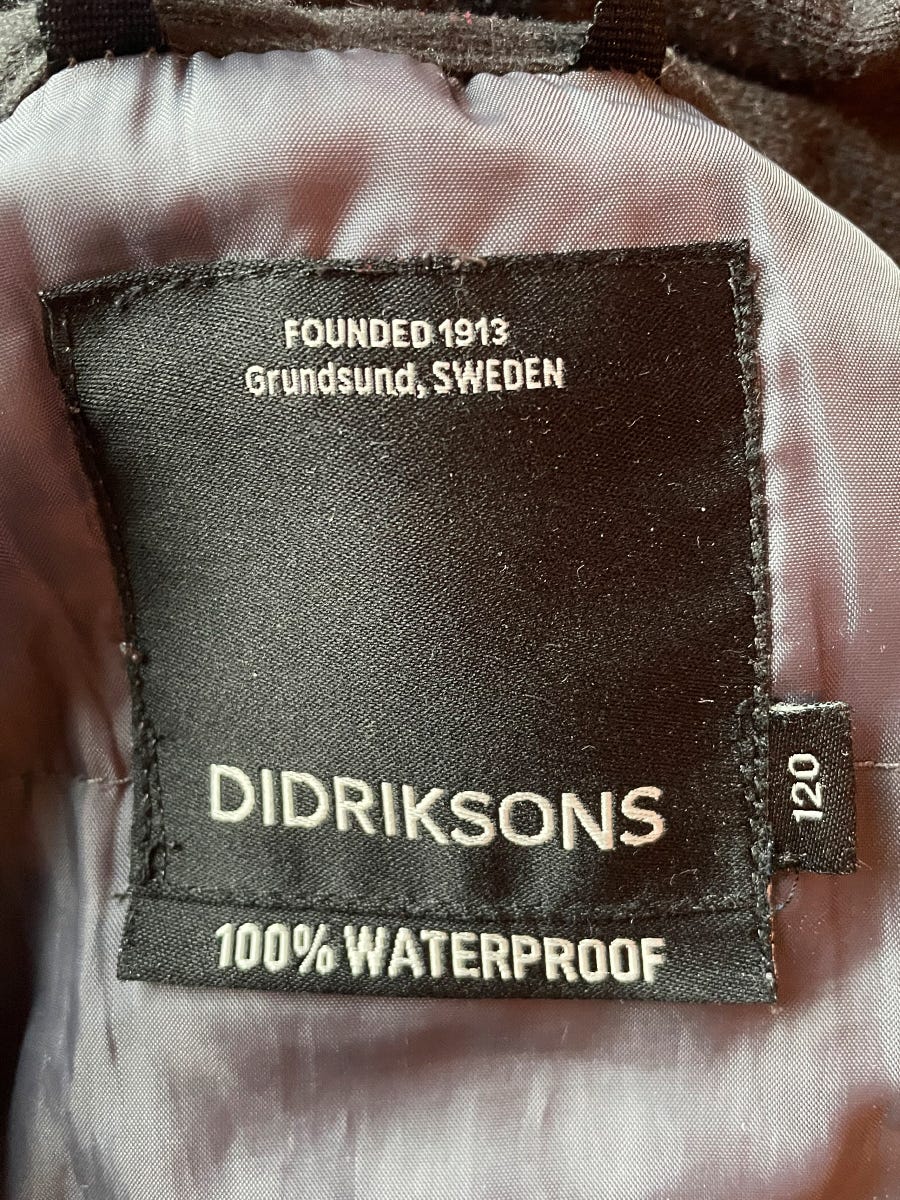 FOUNDED 1913
Grundsund, SWEDEN
DIDRIKSONS
120
100% WATERPROOF